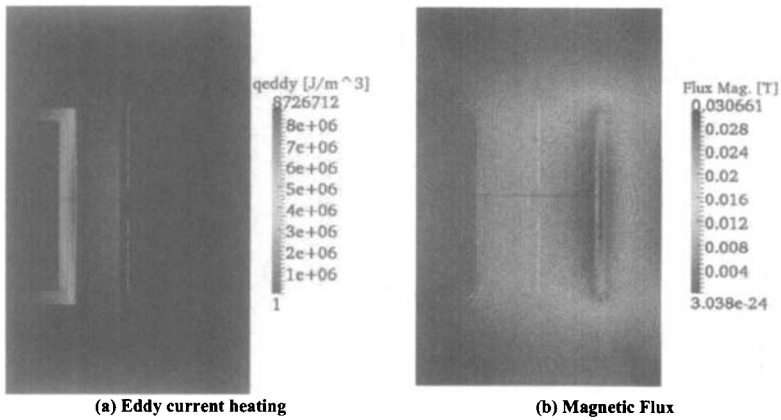 qeddy [J/m^3]
8726712
8e+06
7e+06
6e+06
5e+06
4e+06
3e+06
2e+06
1e+06
1
(a) Eddy current heating
Flux Mag. [T]
0.030661
0.028
0.024
0.02
0.016
0.012
0.008
0.004
3.038e-24
(b) Magnetic Flux